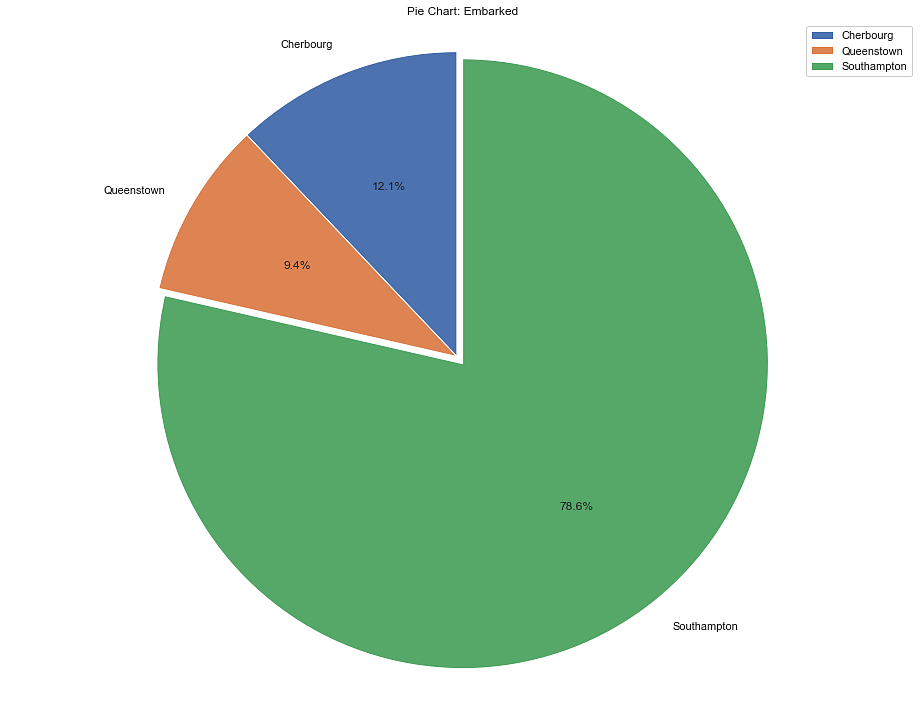 Pie Chart: Embarked
Cherbourg
Queenstown
Southampton
Cherbourg
12.1%
Queenstown
9.4%
78.6%
Southampton